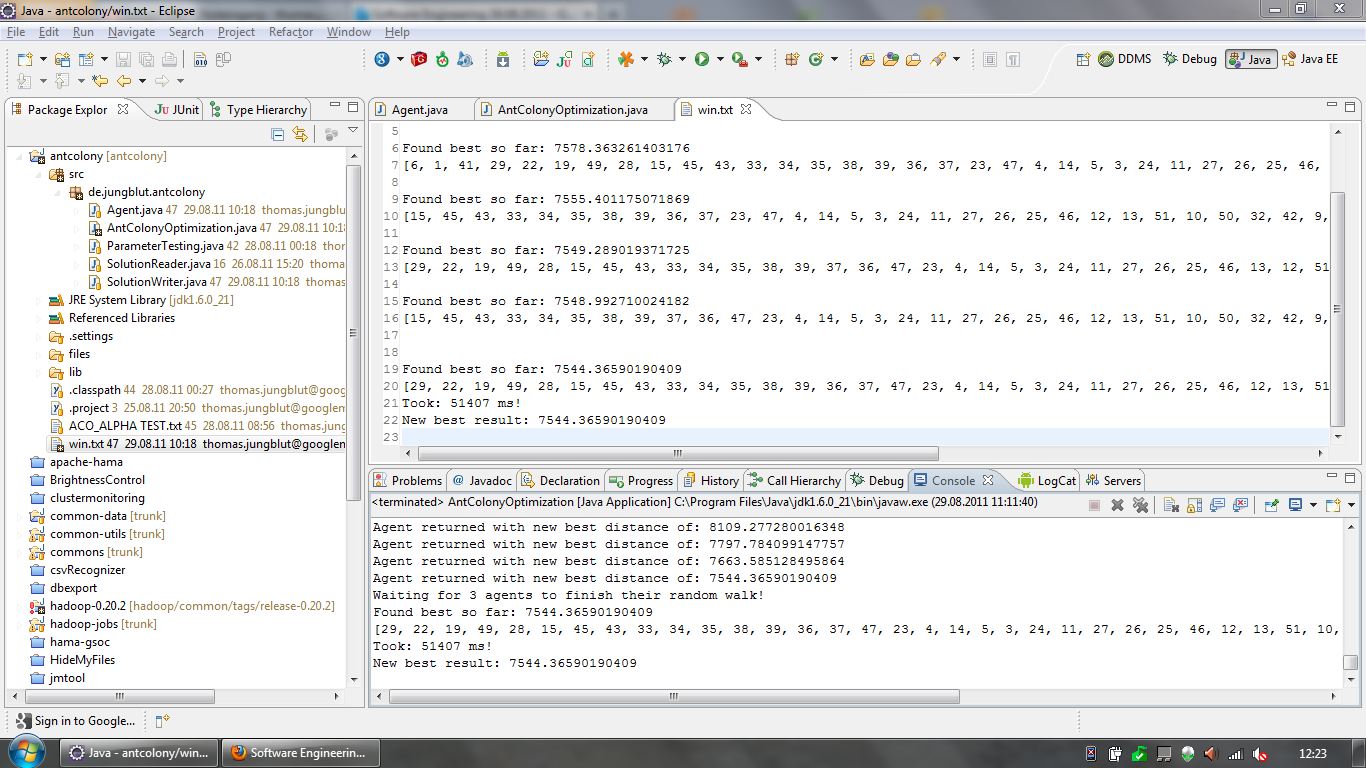 Java - antcolony/win.txt - Eclipse
File Edit Run Navigate Search Project Refactor Window Help
DDMS Debug Java Java EE
Package Explor JUnit Type Hierarchy
antcolony [antcolony]
src
de.jungblut.antcolony
Agent.java 47 29.08.11 10:18 thomas.jungblu
AntColonyOptimization.java 47 29.08.11 10:1
ParameterTesting.java 42 28.08.11 00:18 thor
SolutionReader.java 16 26.08.11 15:20 thoma
SolutionWriter.java 47 29.08.11 10:18 thomas
JRE System Library [jdk1.6.0_21]
Referenced Libraries
.settings
files
lib
.classpath 44 28.08.11 00:27 thomas.jungblut@googl
.project 3 25.08.11 20:50 thomas.jungblut@googlem
ACO_ALPHA TEST.txt 45 28.08.11 08:56 thomas.jungb
win.txt 47 29.08.11 10:18 thomas.jungblut@googlem
apache-hama
BrightnessControl
clustermonitoring
common-data [trunk]
common-utils [trunk]
commons [trunk]
csvRecognizer
dbexport
hadoop-0.20.2 [hadoop/common/tags/release-0.20.2]
hadoop-jobs [trunk]
hama-gsoc
HideMyFiles
jmtool
Agent.java AntColonyOptimization.java win.txt
5
6 Found best so far: 7578.363261403176
7 [6, 1, 41, 29, 22, 19, 49, 28, 15, 45, 43, 33, 34, 35, 38, 39, 36, 37, 23, 47, 4, 14, 5, 3, 24, 11, 27, 26, 25, 46,
8
9 Found best so far: 7555.401175071869
10 [15, 45, 43, 33, 34, 35, 38, 39, 36, 37, 23, 47, 4, 14, 5, 3, 24, 11, 27, 26, 25, 46, 12, 13, 51, 10, 50, 32, 42, 9,
11
12 Found best so far: 7549.289019371725
13 [29, 22, 19, 49, 28, 15, 45, 43, 33, 34, 35, 38, 39, 37, 36, 47, 23, 4, 14, 5, 3, 24, 11, 27, 26, 25, 46, 13, 12, 51
14
15 Found best so far: 7548.992710024182
16 [15, 45, 43, 33, 34, 35, 38, 39, 37, 36, 47, 23, 4, 14, 5, 3, 24, 11, 27, 26, 25, 46, 12, 13, 51, 10, 50, 32, 42, 9,
17
18
19 Found best so far: 7544.36590190409
20 [29, 22, 19, 49, 28, 15, 45, 43, 33, 34, 35, 38, 39, 36, 37, 47, 23, 4, 14, 5, 3, 24, 11, 27, 26, 25, 46, 12, 13, 51
21 Took: 51407 ms!
22 New best result: 7544.36590190409
23
Problems Javadoc Declaration Progress History Call Hierarchy Debug Console LogCat Servers
<terminated> AntColonyOptimization [Java Application] C:\Program Files\Java\jdk1.6.0_21\bin\javaw.exe (29.08.2011 11:11:40)
Agent returned with new best distance of: 8109.277280016348
Agent returned with new best distance of: 7797.784099147757
Agent returned with new best distance of: 7663.585128495864
Agent returned with new best distance of: 7544.36590190409
Waiting for 3 agents to finish their random walk!
Found best so far: 7544.36590190409
[29, 22, 19, 49, 28, 15, 45, 43, 33, 34, 35, 38, 39, 36, 37, 47, 23, 4, 14, 5, 3, 24, 11, 27, 26, 25, 46, 12, 13, 51, 10,
Took: 51407 ms!
New best result: 7544.36590190409
Sign in to Google...
Java - antcolony/win... Software Engineerin... 12:23